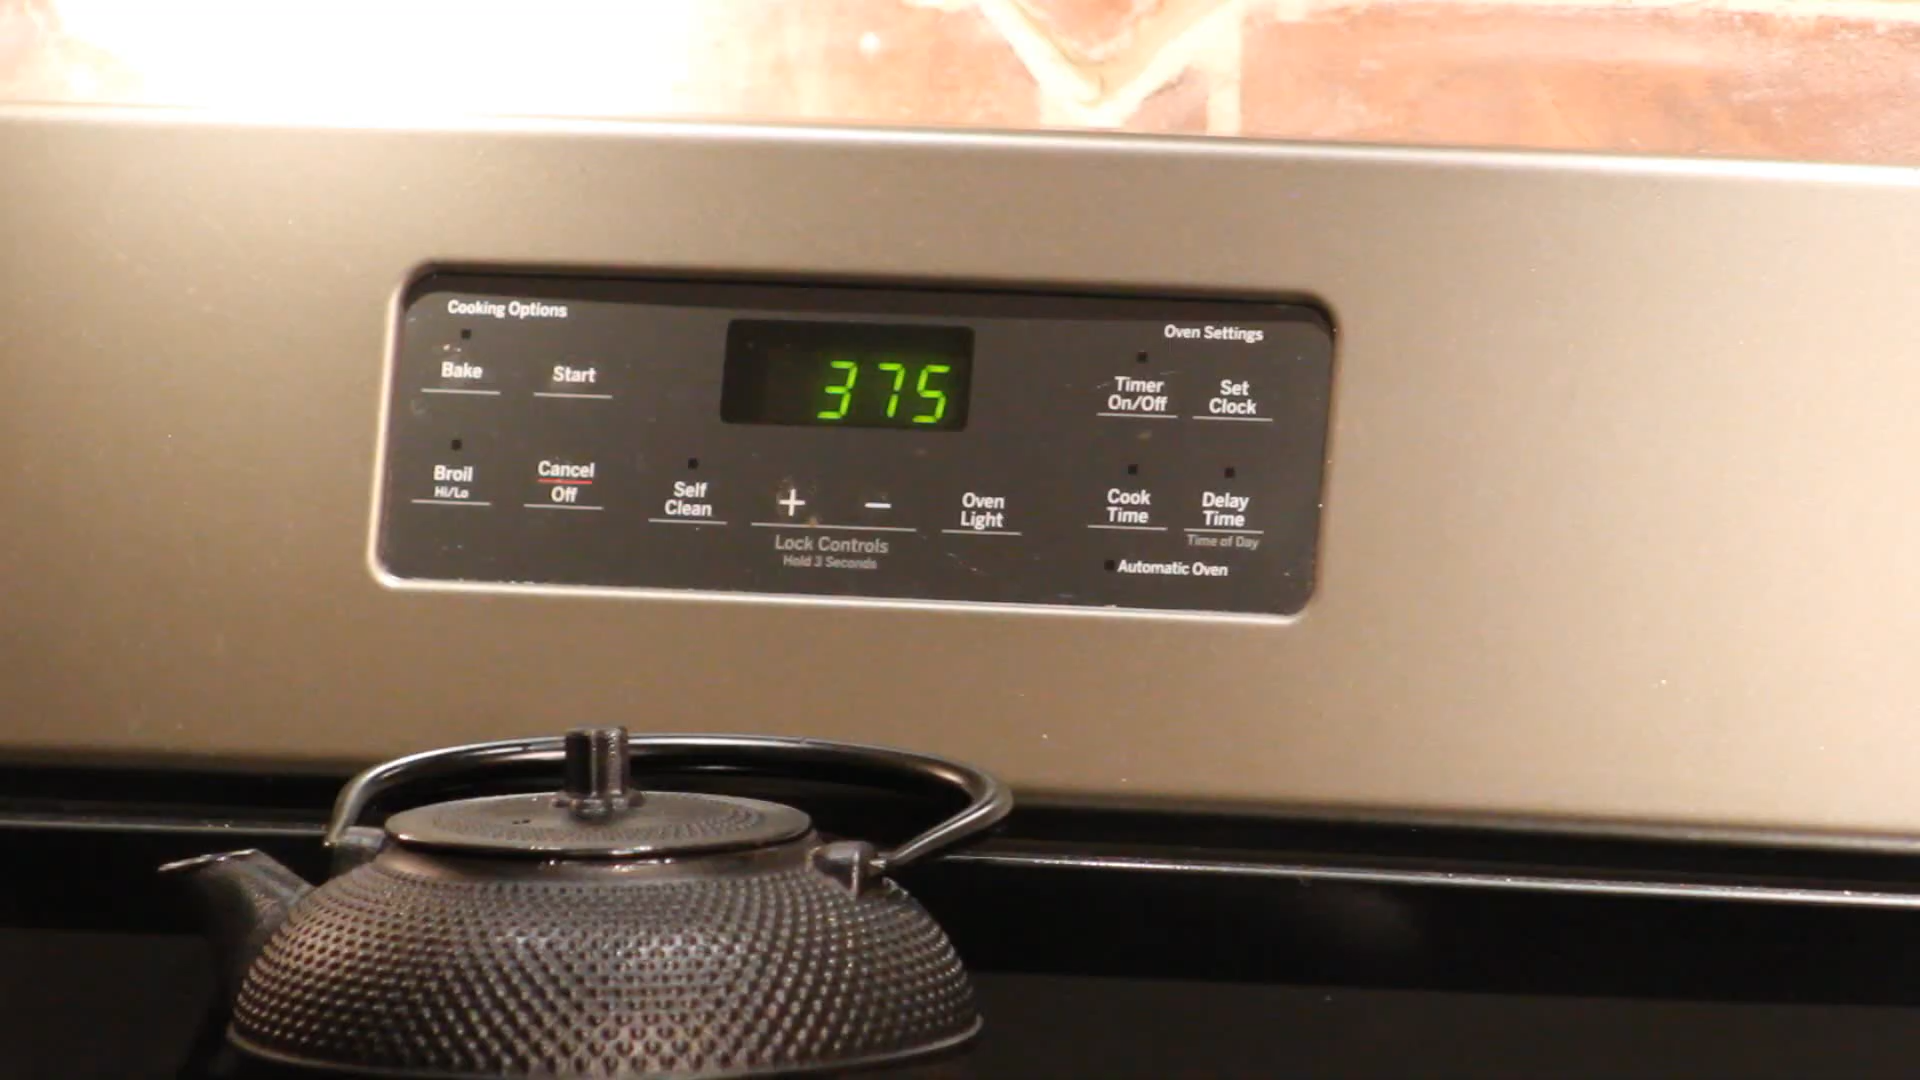 Cooking Options
Bake
Start
Broil
Hi/Lo
Cancel
Off
Self
Clean
375
+ −
Lock Controls
Hold 3 Seconds
Oven
Light
Oven Settings
Timer
On/Off
Set
Clock
Cook
Time
Delay
Time
Time of Day
Automatic Oven